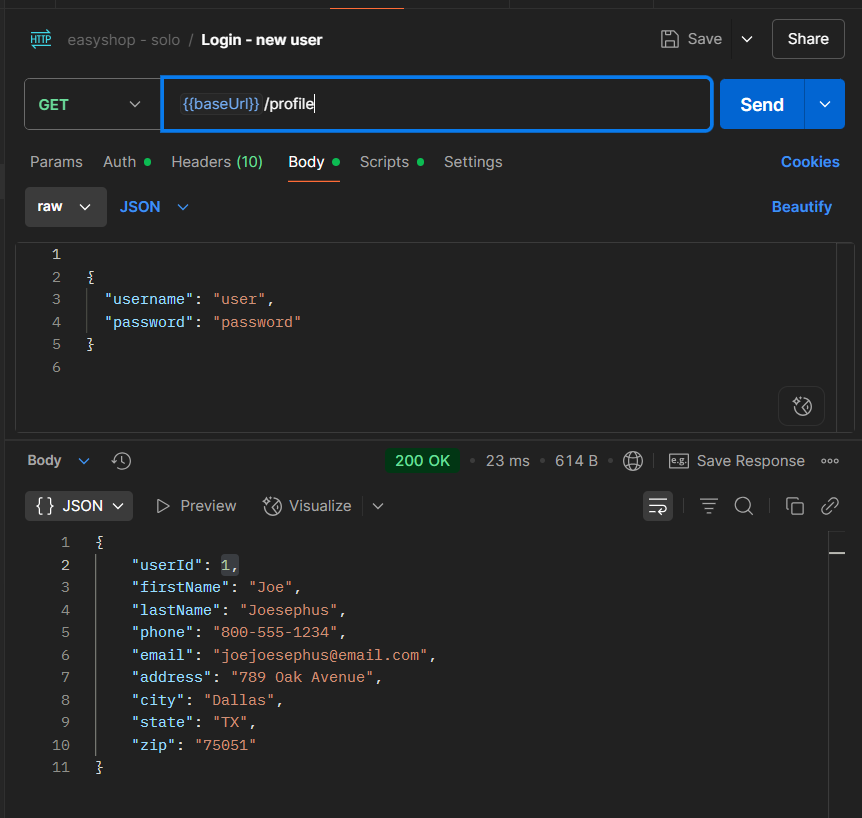 HTTP easyshop - solo / Login - new user Save Share
GET {{baseUrl}} /profile Send
Params Auth Headers (10) Body Scripts Settings Cookies
raw JSON Beautify
1
2 {
3 "username": "user",
4 "password": "password"
5 }
6
Body 200 OK • 23 ms • 614 B • e.g. Save Response
{} JSON Preview Visualize
1 {
2 "userId": 1,
3 "firstName": "Joe",
4 "lastName": "Joesephus",
5 "phone": "800-555-1234",
6 "email": "joejoesephus@email.com",
7 "address": "789 Oak Avenue",
8 "city": "Dallas",
9 "state": "TX",
10 "zip": "75051"
11 }